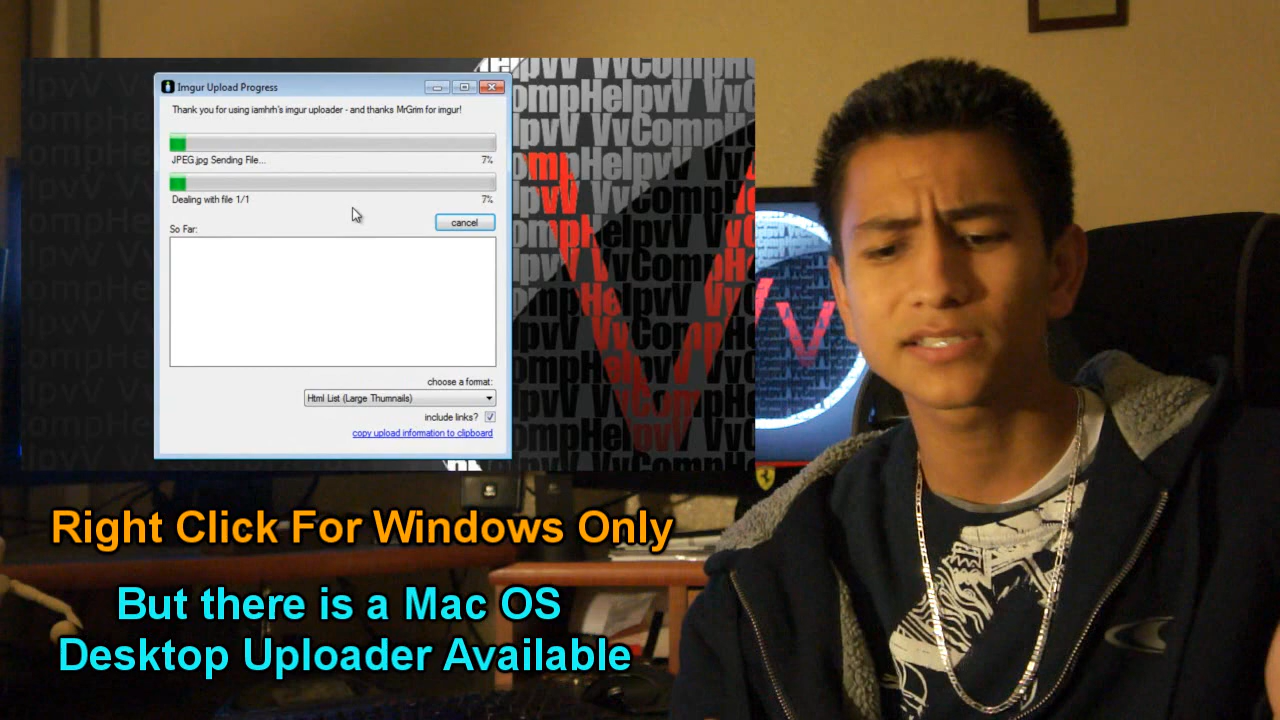 Imgur Upload Progress
Thank you for using iamhrh's imgur uploader - and thanks MrGrim for imgur!
JPEG.jpg Sending File...
7%
Dealing with file 1/1
7%
cancel
So Far:
choose a format:
Html List (Large Thumnails)
include links?
copy upload information to clipboard
VvCompHelpvV
Right Click For Windows Only
But there is a Mac OS
Desktop Uploader Available